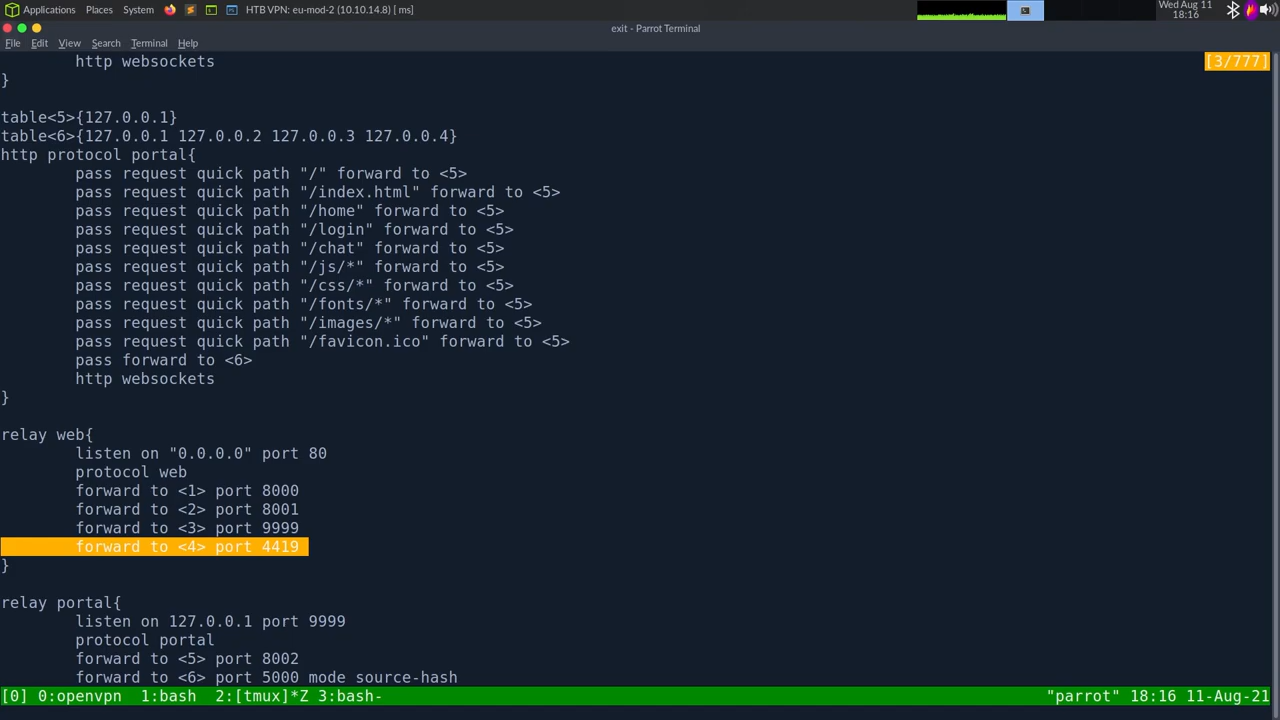 Applications Places System HTB VPN: eu-mod-2 (10.10.14.8) [ ms] Wed Aug 11
18:16
exit - Parrot Terminal
File Edit View Search Terminal Help
http websockets [3/777]
}
table<5>{127.0.0.1}
table<6>{127.0.0.1 127.0.0.2 127.0.0.3 127.0.0.4}
http protocol portal{
pass request quick path "/" forward to <5>
pass request quick path "/index.html" forward to <5>
pass request quick path "/home" forward to <5>
pass request quick path "/login" forward to <5>
pass request quick path "/chat" forward to <5>
pass request quick path "/js/*" forward to <5>
pass request quick path "/css/*" forward to <5>
pass request quick path "/fonts/*" forward to <5>
pass request quick path "/images/*" forward to <5>
pass request quick path "/favicon.ico" forward to <5>
pass forward to <6>
http websockets
}
relay web{
listen on "0.0.0.0" port 80
protocol web
forward to <1> port 8000
forward to <2> port 8001
forward to <3> port 9999
forward to <4> port 4419
}
relay portal{
listen on 127.0.0.1 port 9999
protocol portal
forward to <5> port 8002
forward to <6> port 5000 mode source-hash
[0] 0:openvpn 1:bash 2:[tmux]*Z 3:bash- "parrot" 18:16 11-Aug-21